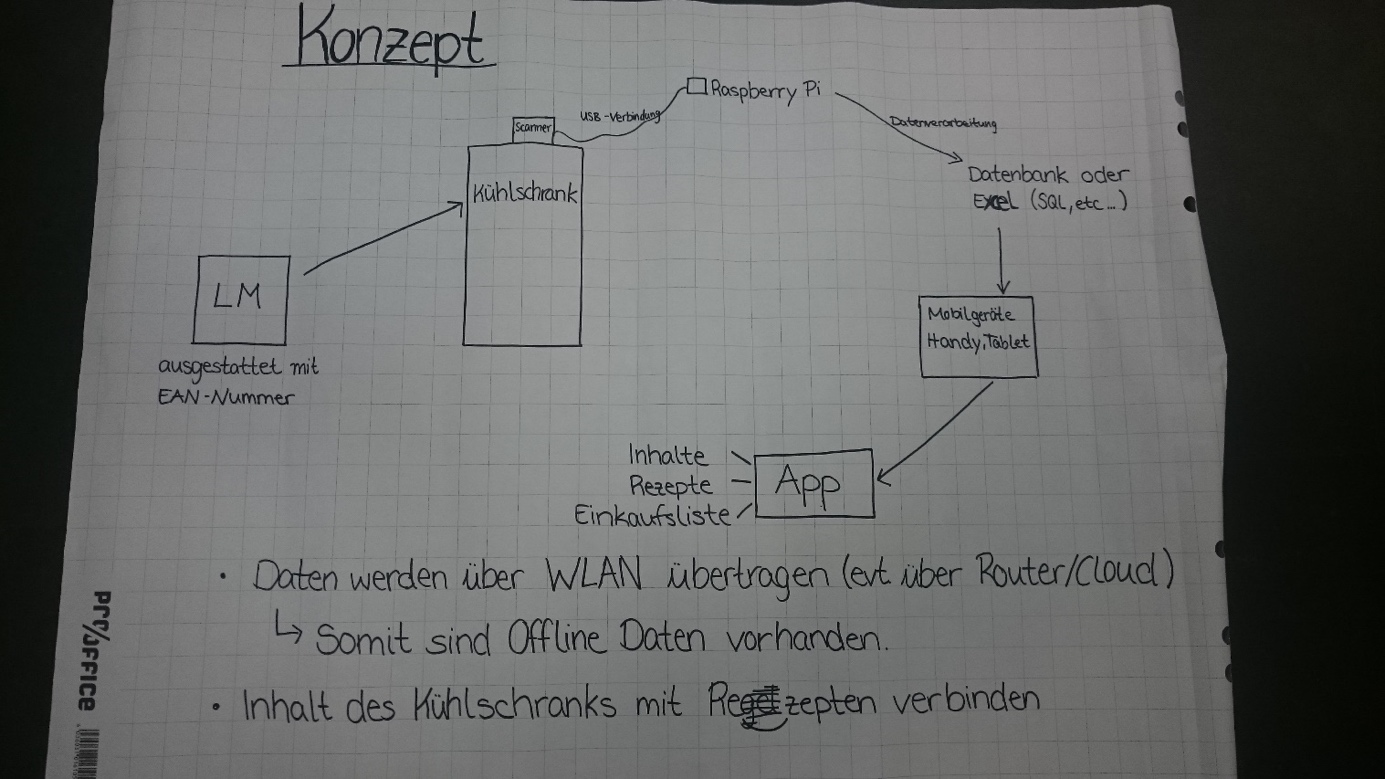 Konzept
Raspberry Pi
USB-Verbindung
Scanner
Datenverarbeitung
Kühlschrank
Datenbank oder
Excel (SQL, etc...)
LM
ausgestattet mit
EAN-Nummer
Mobilgeräte
Handy, Tablet
Inhalte
Rezepte
Einkaufsliste
App
• Daten werden über WLAN übertragen (evt über Router/Cloud)
↳ Somit sind Offline Daten vorhanden.
• Inhalt des Kühlschranks mit Rezepten verbinden
pro/office